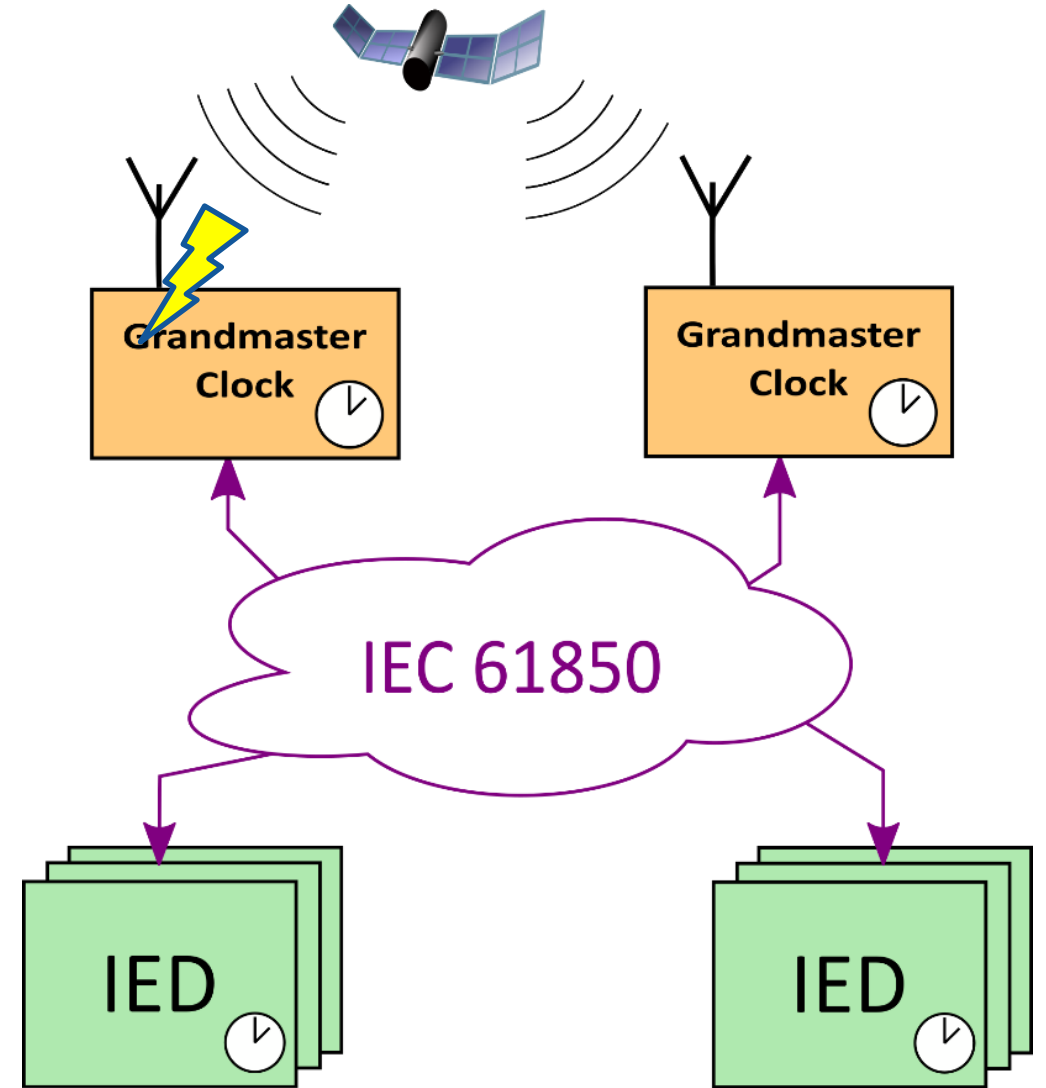 Grandmaster
Clock
Grandmaster
Clock
IEC 61850
IED
IED